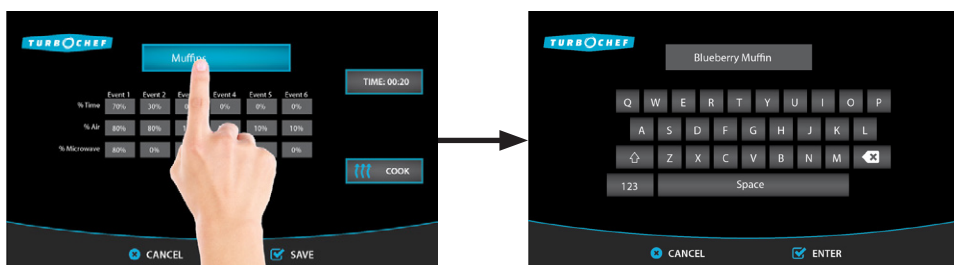 TURBOCHEF
Muffins
TIME: 00:20
Event 1 Event 2 Event 4 Event 5 Event 6
% Time 70% 30% 0% 0% 0%
% Air 80% 80% 10% 10%
% Microwave 80% 0% 0%
COOK
CANCEL SAVE
TURBOCHEF
Blueberry Muffin
Q W E R T Y U I O P
A S D F G H J K L
Z X C V B N M
123 Space
CANCEL ENTER